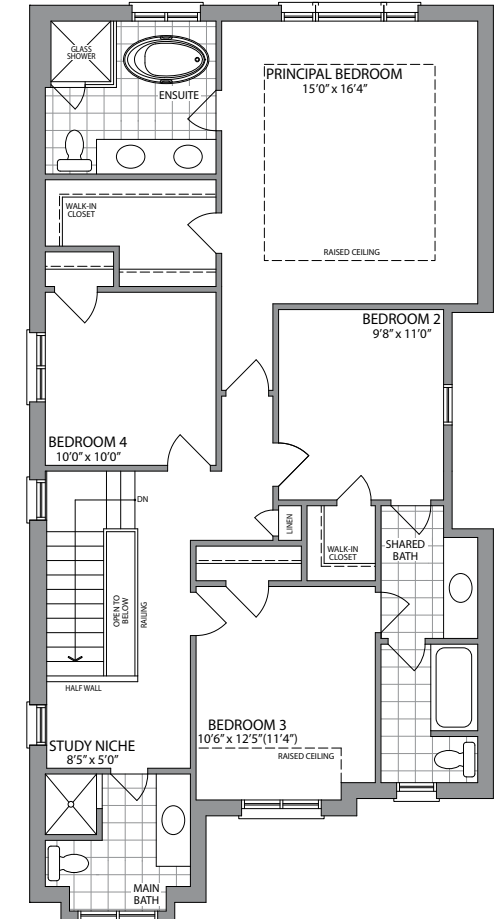 GLASS
SHOWER
ENSUITE
PRINCIPAL BEDROOM
15'0" x 16'4"
WALK-IN
CLOSET
RAISED CEILING
BEDROOM 2
9'8" x 11'0"
BEDROOM 4
10'0" x 10'0"
DN
LINEN
WALK-IN
CLOSET
SHARED
BATH
OPEN TO
BELOW
RAILING
HALF WALL
BEDROOM 3
10'6" x 12'5"(11'4")
RAISED CEILING
STUDY NICHE
8'5" x 5'0"
MAIN
BATH